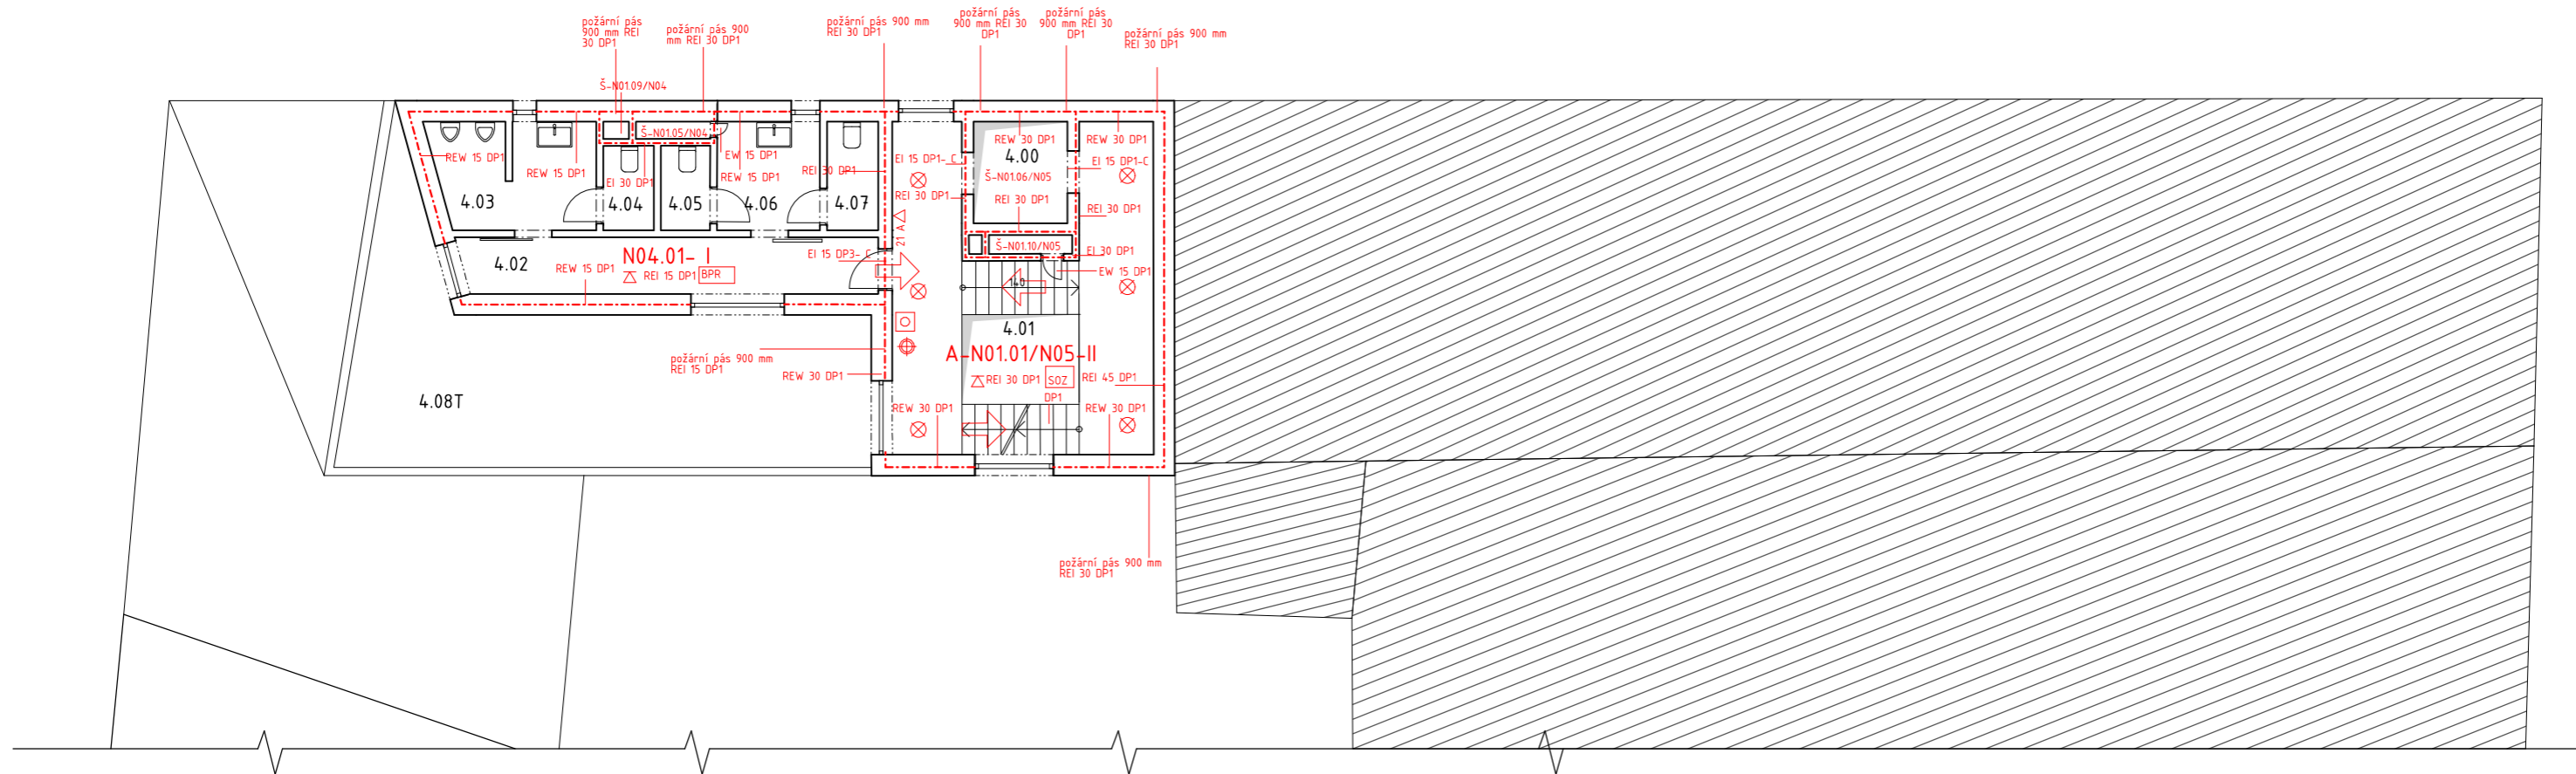 požární pás
900 mm REI
30 DP1
požární pás 900
mm REI 30 DP1
požární pás 900 mm
REI 30 DP1
požární pás
900 mm REI 30
DP1
požární pás
900 mm REI 30
DP1
požární pás 900 mm
REI 30 DP1
Š-N01.09/N04
Š-N01.05/N04
REW 15 DP1
REW 15 DP1
EI 30 DP1
EW 15 DP1
REW 15 DP1
REI 30 DP1
EI 15 DP1- C
REI 30 DP1
REW 30 DP1
4.00
Š-N01.06/N05
REI 30 DP1
REW 30 DP1
EI 15 DP1-C
REI 30 DP1
4.03
4.04
4.05
4.06
4.07
21 A
Š-N01.10/N05
EI 30 DP1
EW 15 DP1
4.02
REW 15 DP1
N04.01- I
REI 15 DP1
BPR
EI 15 DP3- C
140
4.01
A-N01.01/N05-II
REI 30 DP1
SOZ
REI 45 DP1
DP1
požární pás 900 mm
REI 15 DP1
REW 30 DP1
4.08T
REW 30 DP1
REW 30 DP1
požární pás 900 mm
REI 30 DP1